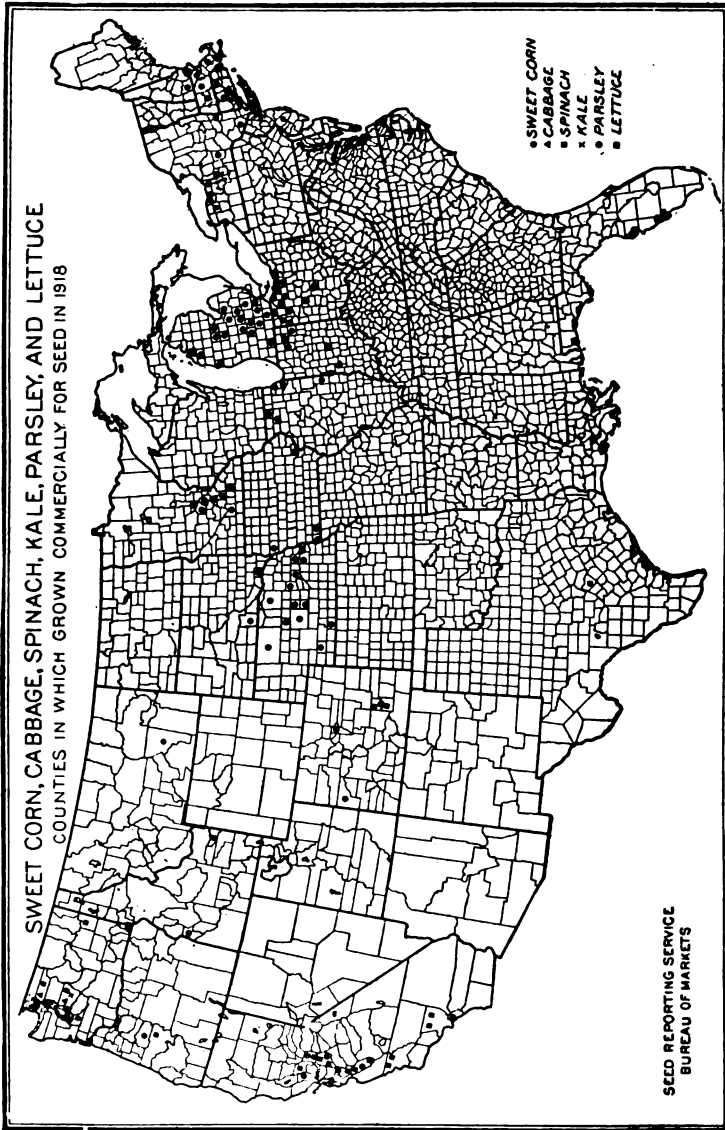 SWEET CORN, CABBAGE, SPINACH, KALE, PARSLEY, AND LETTUCE
COUNTIES IN WHICH GROWN COMMERCIALLY FOR SEED IN 1918
SWEET CORN
CABBAGE
SPINACH
KALE
PARSLEY
LETTUCE
SEED REPORTING SERVICE
BUREAU OF MARKETS